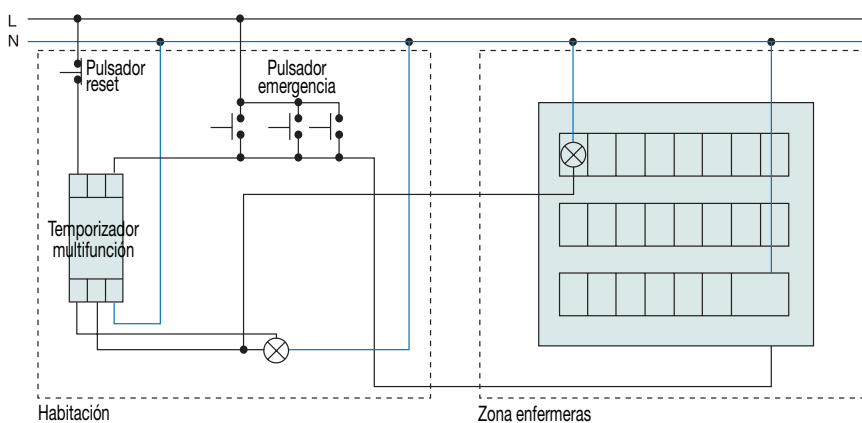 L
N
Pulsador
reset
Pulsador
emergencia
Temporizador
multifunción
Habitación
Zona enfermeras